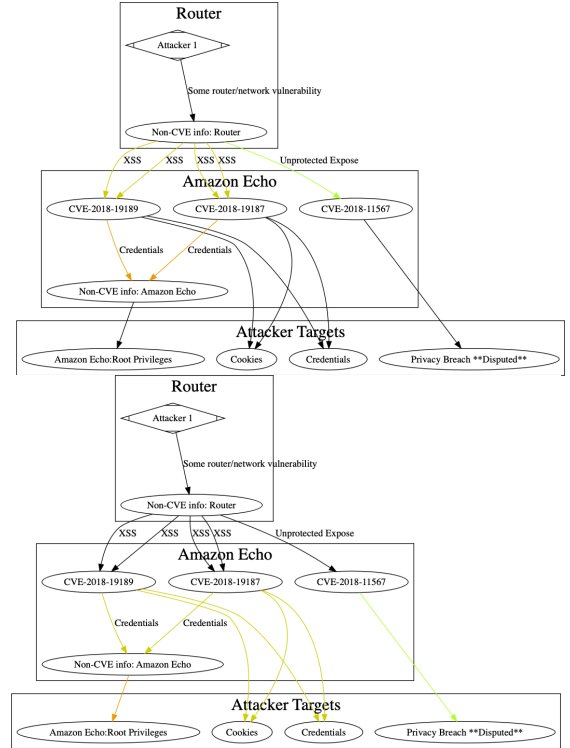 Router
Attacker 1
Some router/network vulnerability
Non-CVE info: Router
XSS XSS XSS XSS Unprotected Expose
Amazon Echo
CVE-2018-19189 CVE-2018-19187 CVE-2018-11567
Credentials Credentials
Non-CVE info: Amazon Echo
Attacker Targets
Amazon Echo:Root Privileges Cookies Credentials Privacy Breach **Disputed**
Router
Attacker 1
Some router/network vulnerability
Non-CVE info: Router
XSS XSS XSS XSS Unprotected Expose
Amazon Echo
CVE-2018-19189 CVE-2018-19187 CVE-2018-11567
Credentials Credentials
Non-CVE info: Amazon Echo
Attacker Targets
Amazon Echo:Root Privileges Cookies Credentials Privacy Breach **Disputed**